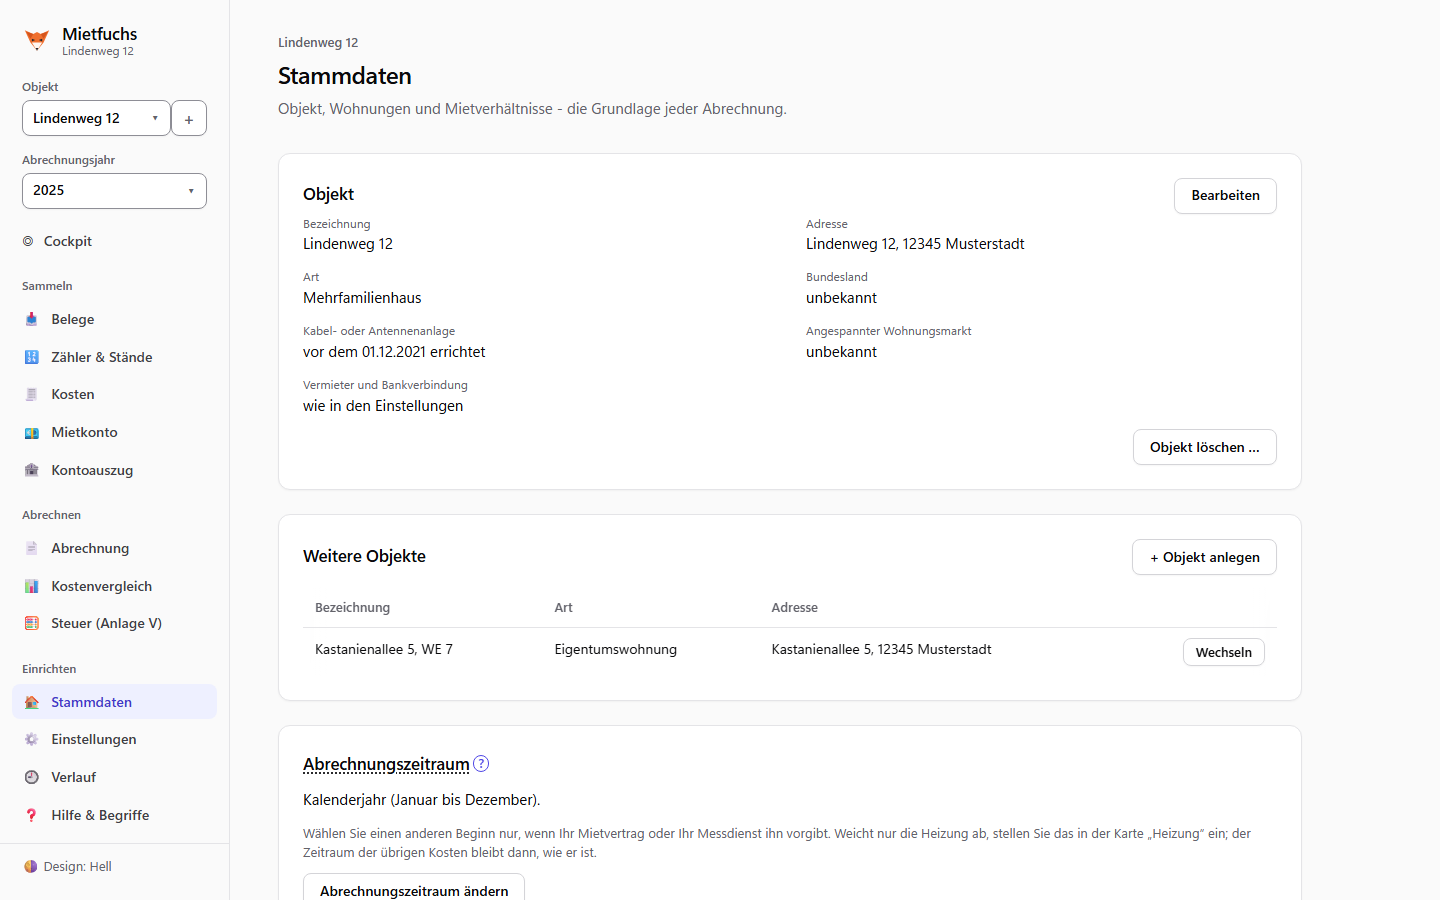 Mietfuchs
Lindenweg 12
Objekt
Lindenweg 12
+
Abrechnungsjahr
2025
Cockpit
Sammeln
Belege
Zähler & Stände
Kosten
Mietkonto
Kontoauszug
Abrechnen
Abrechnung
Kostenvergleich
Steuer (Anlage V)
Einrichten
Stammdaten
Einstellungen
Verlauf
Hilfe & Begriffe
Design: Hell
Lindenweg 12
Stammdaten
Objekt, Wohnungen und Mietverhältnisse - die Grundlage jeder Abrechnung.
Objekt
Bearbeiten
Bezeichnung
Lindenweg 12
Adresse
Lindenweg 12, 12345 Musterstadt
Art
Mehrfamilienhaus
Bundesland
unbekannt
Kabel- oder Antennenanlage
vor dem 01.12.2021 errichtet
Angespannter Wohnungsmarkt
unbekannt
Vermieter und Bankverbindung
wie in den Einstellungen
Objekt löschen ...
Weitere Objekte
+ Objekt anlegen
Bezeichnung Art Adresse
Kastanienallee 5, WE 7 Eigentumswohnung Kastanienallee 5, 12345 Musterstadt Wechseln
Abrechnungszeitraum ?
Kalenderjahr (Januar bis Dezember).
Wählen Sie einen anderen Beginn nur, wenn Ihr Mietvertrag oder Ihr Messdienst ihn vorgibt. Weicht nur die Heizung ab, stellen Sie das in der Karte „Heizung“ ein; der
Zeitraum der übrigen Kosten bleibt dann, wie er ist.
Abrechnungszeitraum ändern